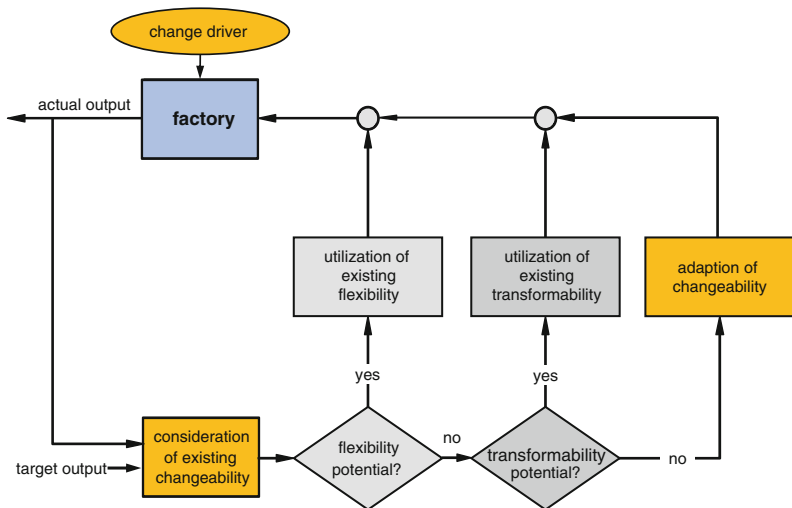 change driver
actual output
factory
utilization of
existing
flexibility
utilization of
existing
transformability
adaption of
changeability
yes
yes
consideration
of existing
changeability
target output
flexibility
potential?
no
transformability
potential?
no